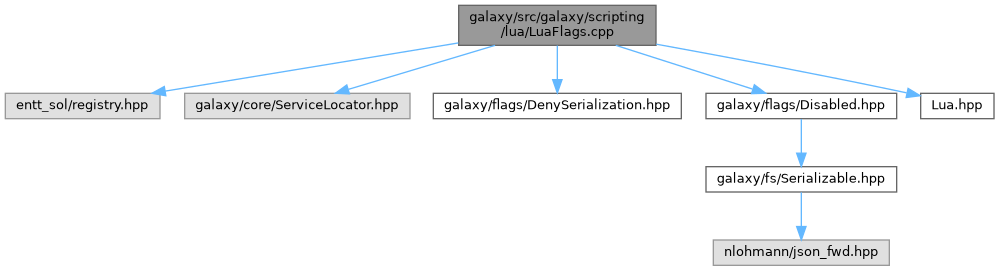 galaxy/src/galaxy/scripting
/lua/LuaFlags.cpp
entt_sol/registry.hpp
galaxy/core/ServiceLocator.hpp
galaxy/flags/DenySerialization.hpp
galaxy/flags/Disabled.hpp
Lua.hpp
galaxy/fs/Serializable.hpp
nlohmann/json_fwd.hpp